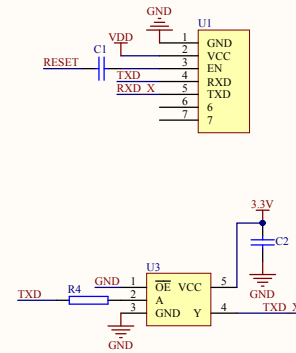 GND
U1
VDD
C1
1 GND
2 VCC
RESET 3 EN
TXD 4 RXD
RXD_X 5 TXD
6 6
7 7
3.3V
C2
U3
GND 1 OE VCC 5
GND
R4
TXD 2 A
3 GND Y 4 TXD_X
GND